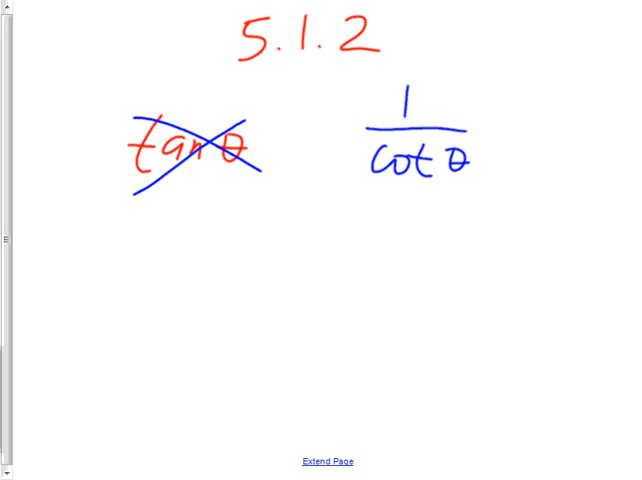 5.1.2
tan θ
1
cot θ
Extend Page